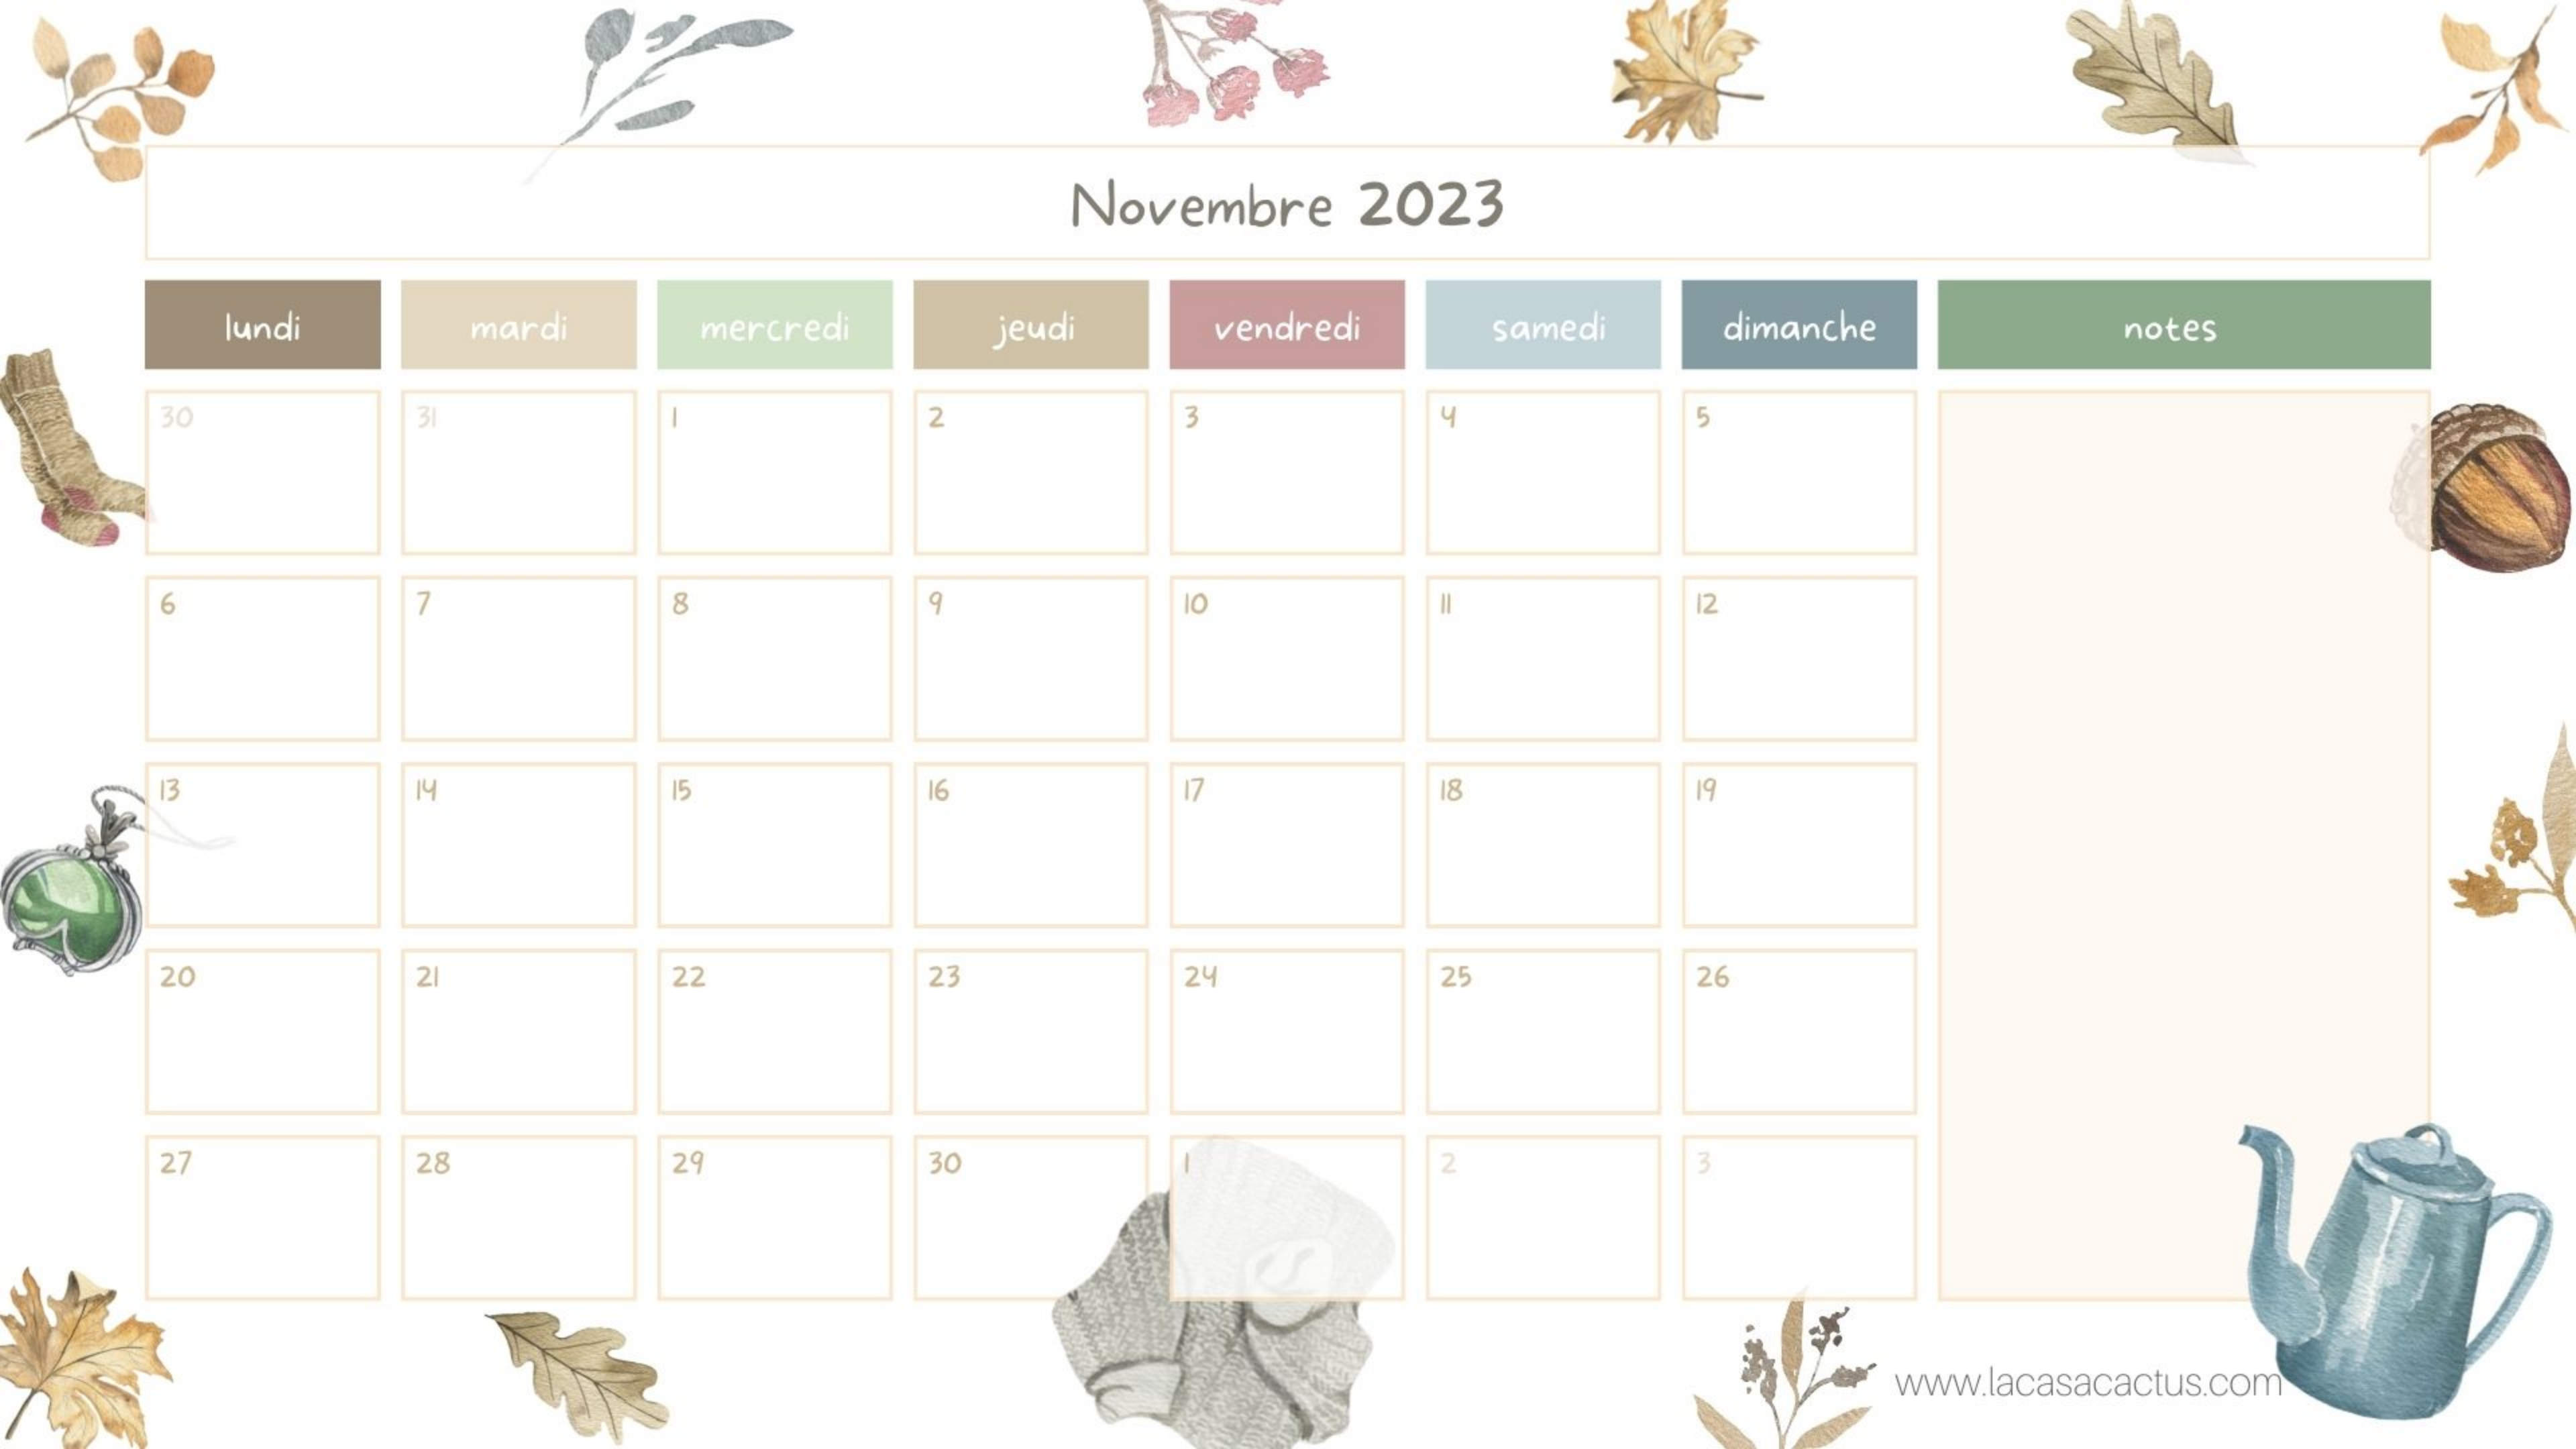 Novembre 2023
lundi mardi mercredi jeudi vendredi samedi dimanche notes
30 31 1 2 3 4 5
6 7 8 9 10 11 12
13 14 15 16 17 18 19
20 21 22 23 24 25 26
27 28 29 30 1 2 3
www.lacasacactus.com